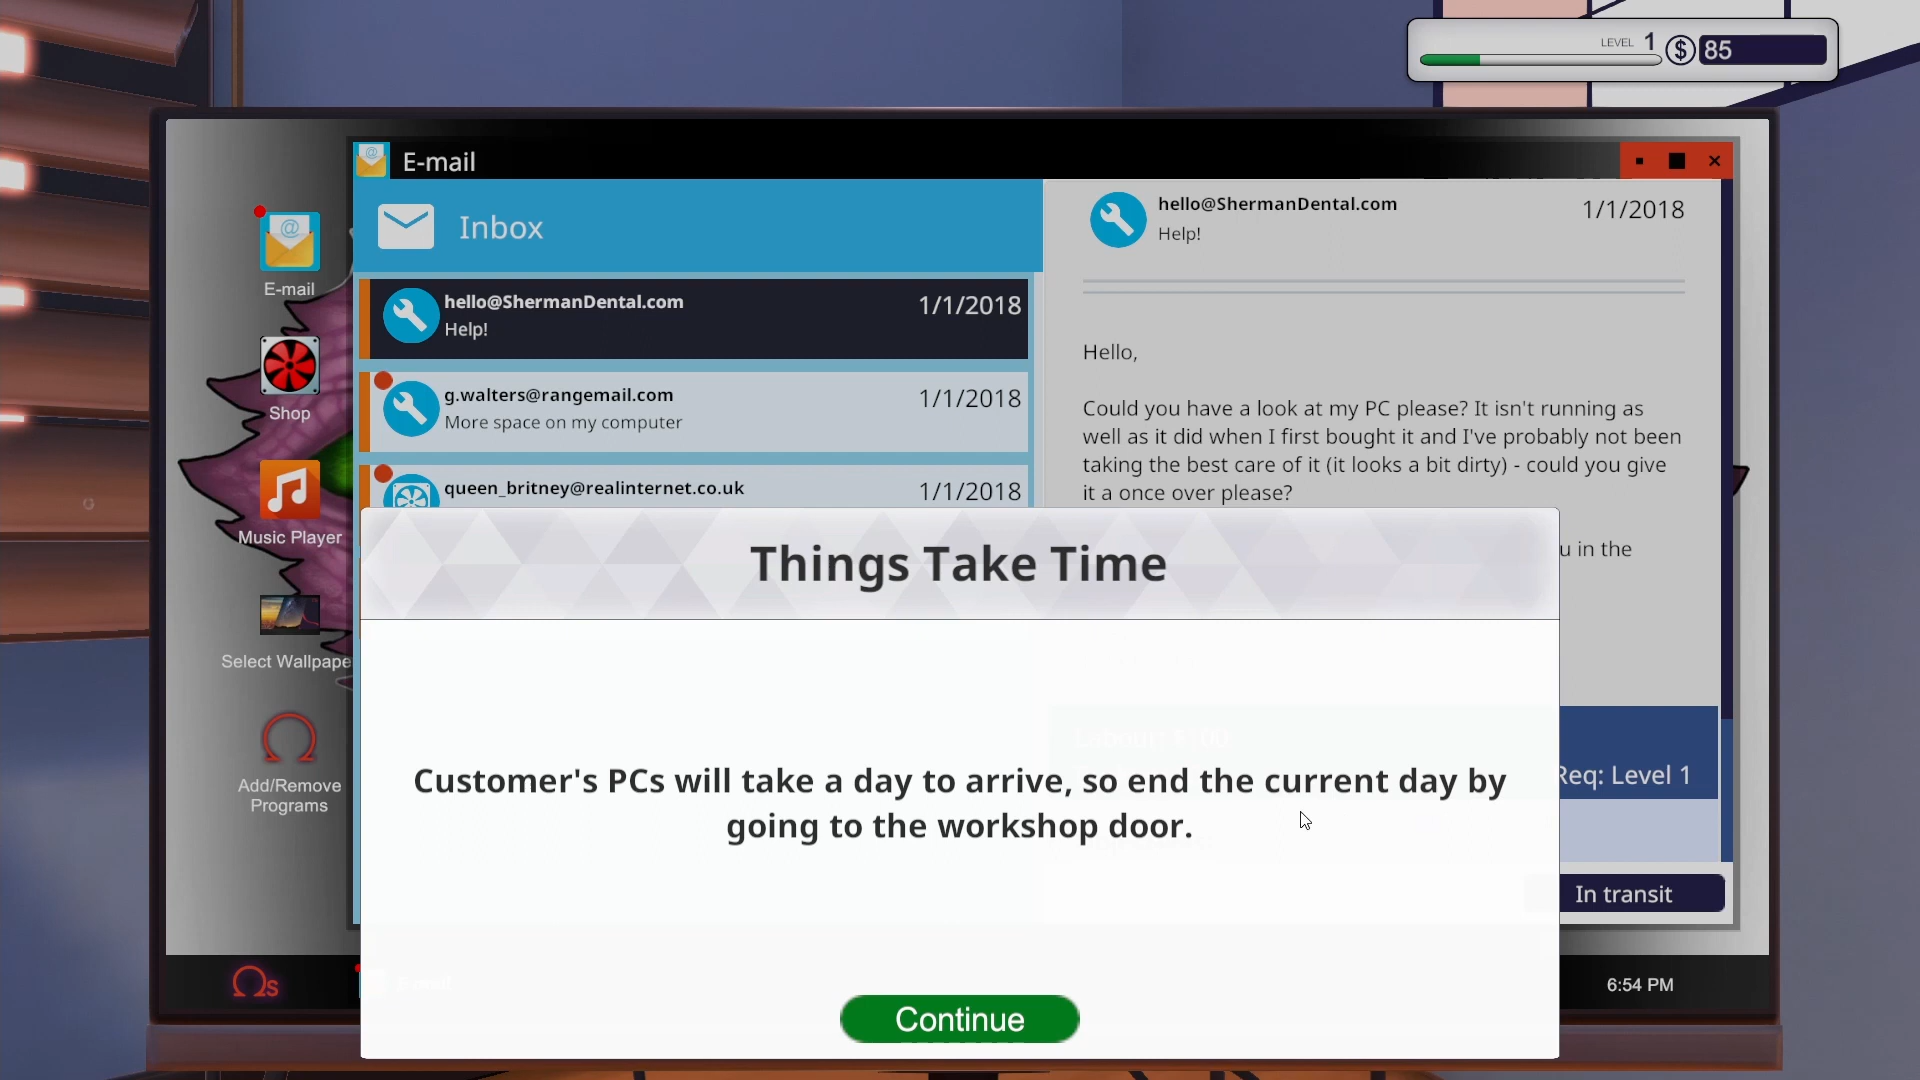 LEVEL 1
$ 85
E-mail
E-mail
Shop
Music Player
Select Wallpape
Add/Remove
Programs
Inbox
hello@ShermanDental.com
1/1/2018
Help!
g.walters@rangemail.com
1/1/2018
More space on my computer
queen_britney@realinternet.co.uk
1/1/2018
hello@ShermanDental.com
1/1/2018
Help!
Hello,
Could you have a look at my PC please? It isn't running as
well as it did when I first bought it and I've probably not been
taking the best care of it (it looks a bit dirty) - could you give
it a once over please?
u in the
Things Take Time
Customer's PCs will take a day to arrive, so end the current day by
going to the workshop door.
Continue
Req: Level 1
In transit
Ωs
6:54 PM